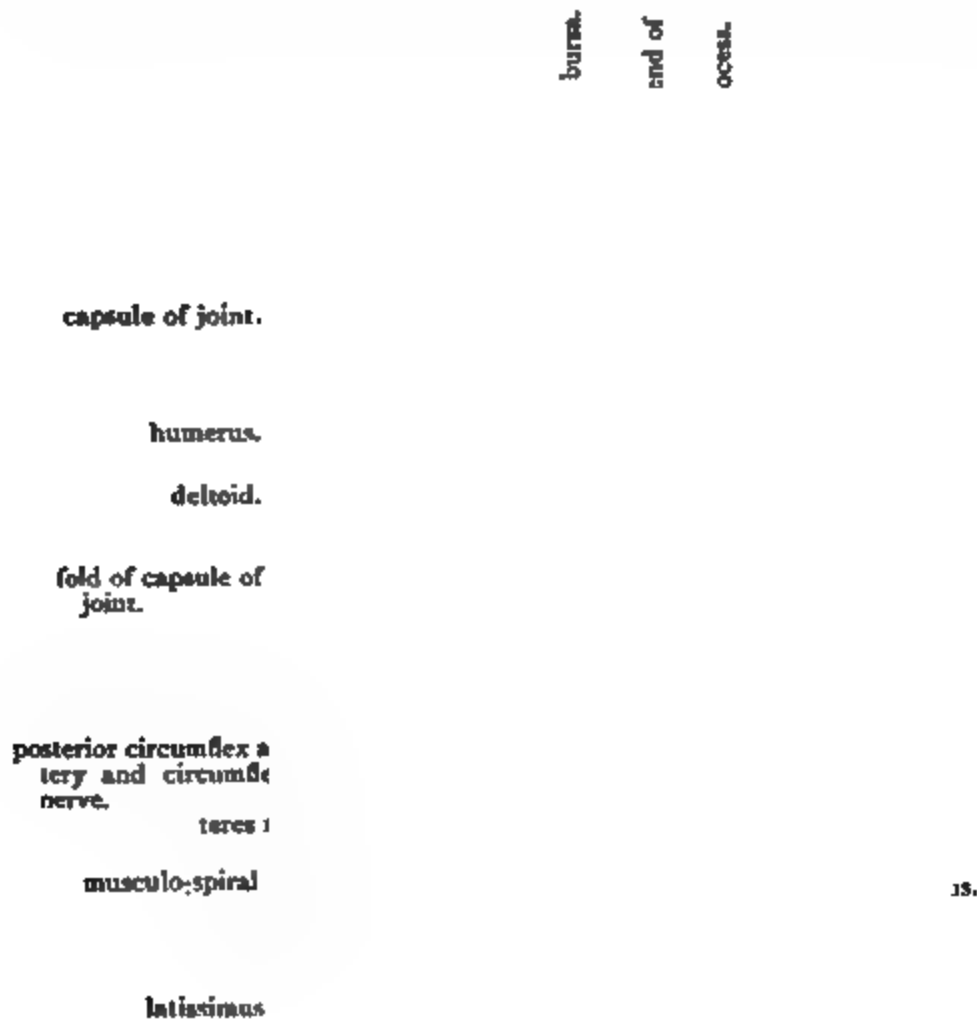 bursa.
end of
ocess.
capsule of joint.
humerus.
deltoid.
fold of capsule of
joint.
posterior circumflex a
tery and circumfle
nerve.
teres
musculo-spiral
is.
latissimus